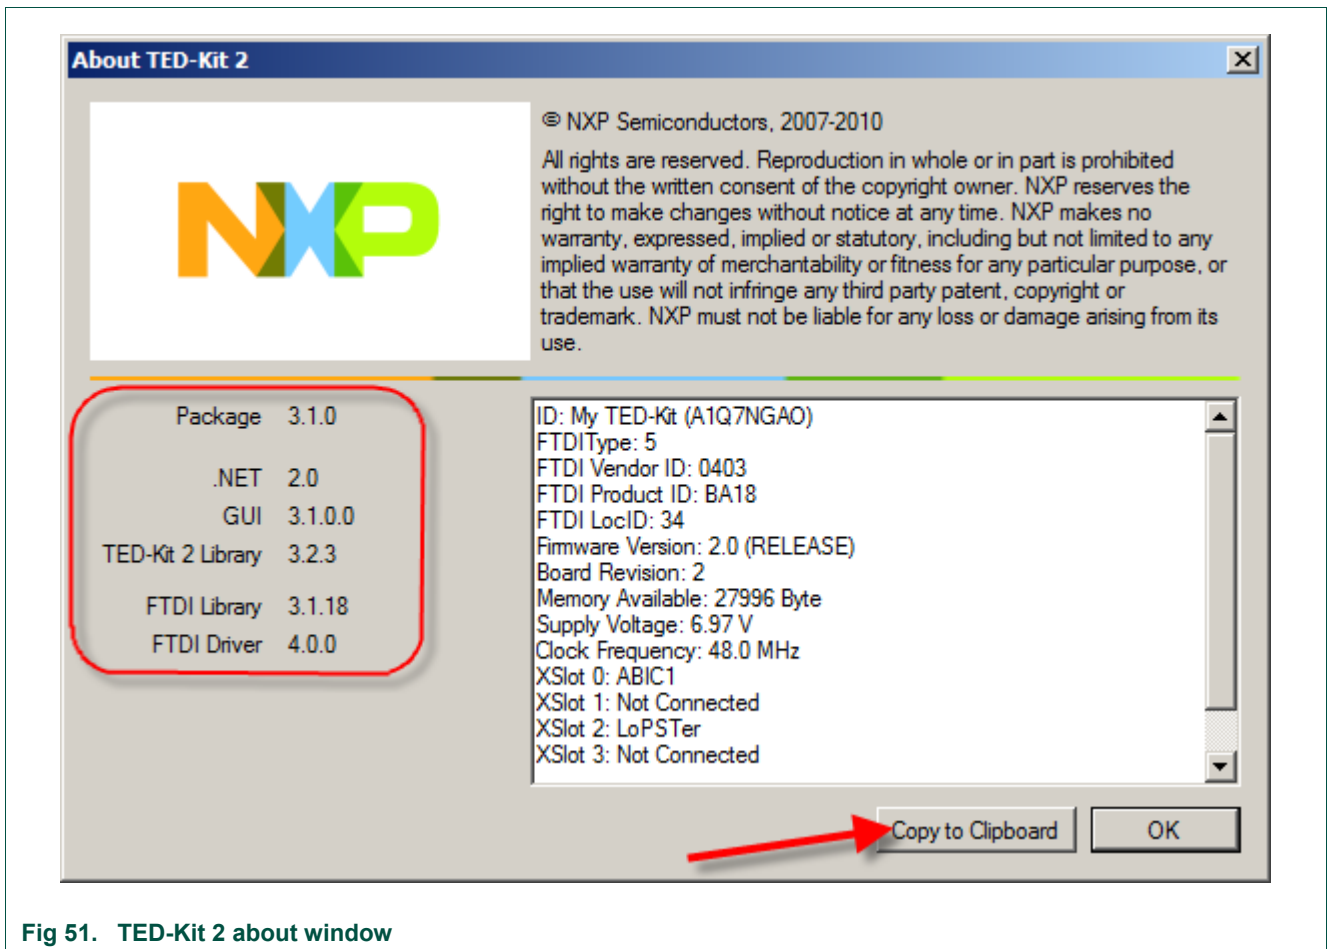 About TED-Kit 2
NXP
© NXP Semiconductors, 2007-2010
All rights are reserved. Reproduction in whole or in part is prohibited
without the written consent of the copyright owner. NXP reserves the
right to make changes without notice at any time. NXP makes no
warranty, expressed, implied or statutory, including but not limited to any
implied warranty of merchantability or fitness for any particular purpose, or
that the use will not infringe any third party patent, copyright or
trademark. NXP must not be liable for any loss or damage arising from its
use.
Package 3.1.0
.NET 2.0
GUI 3.1.0.0
TED-Kit 2 Library 3.2.3
FTDI Library 3.1.18
FTDI Driver 4.0.0
ID: My TED-Kit (A1Q7NGAO)
FTDIType: 5
FTDI Vendor ID: 0403
FTDI Product ID: BA18
FTDI LocID: 34
Firmware Version: 2.0 (RELEASE)
Board Revision: 2
Memory Available: 27996 Byte
Supply Voltage: 6.97 V
Clock Frequency: 48.0 MHz
XSlot 0: ABIC1
XSlot 1: Not Connected
XSlot 2: LoPSTer
XSlot 3: Not Connected
Copy to Clipboard
OK
Fig 51. TED-Kit 2 about window